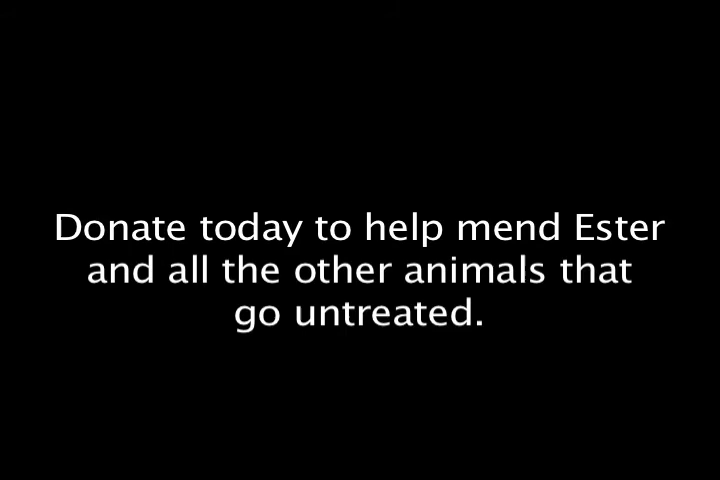 Donate today to help mend Ester
and all the other animals that
go untreated.